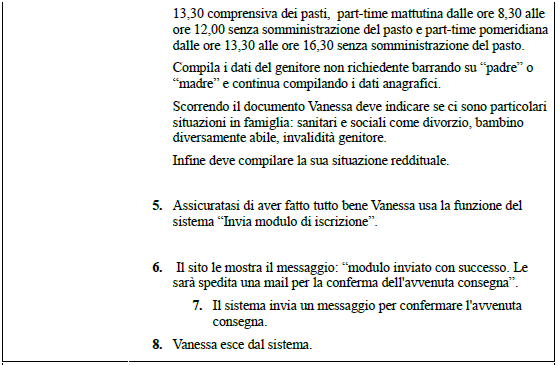 13,30 comprensiva dei pasti,  part-time mattutina dalle ore 8,30 alle
ore 12,00 senza somministrazione del pasto e part-time pomeridiana
dalle ore 13,30 alle ore 16,30 senza somministrazione del pasto.
Compila i dati del genitore non richiedente barrando su “padre” o
“madre” e continua compilando i dati anagrafici.
Scorrendo il documento Vanessa deve indicare se ci sono particolari
situazioni in famiglia: sanitari e sociali come divorzio, bambino
diversamente abile, invalidità genitore.
Infine deve compilare la sua situazione reddituale.
5. Assicuratasi di aver fatto tutto bene Vanessa usa la funzione del
sistema “Invia modulo di iscrizione”.
6. Il sito le mostra il messaggio: “modulo inviato con successo. Le
sarà spedita una mail per la conferma dell'avvenuta consegna”.
7. Il sistema invia un messaggio per confermare l'avvenuta
consegna.
8. Vanessa esce dal sistema.